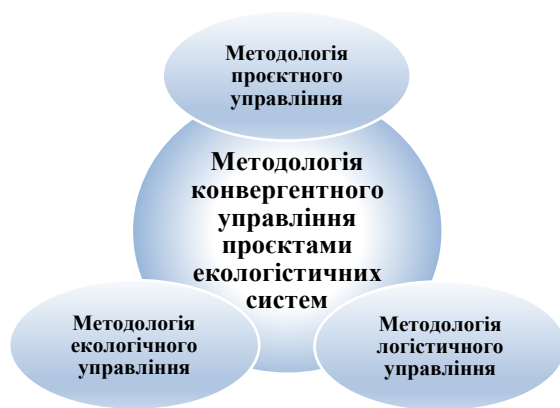 Методологія
проєктного
управління
Методологія
конвергентного
управління
проєктами
екологістичних
систем
Методологія
екологічного
управління
Методологія
логістичного
управління